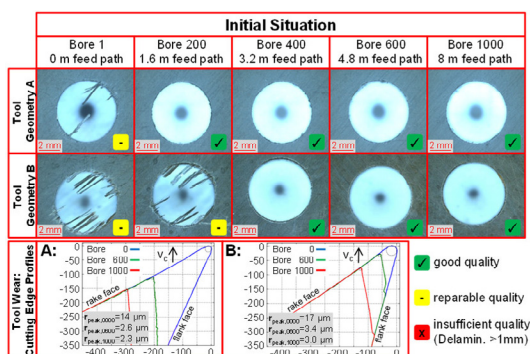 Initial Situation
Bore 1
0 m feed path
Bore 200
1.6 m feed path
Bore 400
3.2 m feed path
Bore 600
4.8 m feed path
Bore 1000
8 m feed path
Tool
Geometry A
2 mm
-
2 mm
2 mm
2 mm
2 mm
Tool
Geometry B
2 mm
-
2 mm
-
2 mm
2 mm
2 mm
Tool Wear:
Cutting Edge Profiles
A:
Bore 0
Bore 600
Bore 1000
vc
rake face
flank face
rpeak,0000=14 µm
rpeak,0600=2.6 µm
rpeak,1000=2.3 µm
0
-50
-100
-150
-200
-250
-300
-350
-400
-200
0
B:
Bore 0
Bore 600
Bore 1000
vc
rake face
flank face
rpeak,0000=17 µm
rpeak,0600=3.4 µm
rpeak,1000=3.0 µm
0
-50
-100
-150
-200
-250
-300
-350
-400
-200
0
good quality
- reparable quality
x insufficient quality
(Delamin. >1mm)